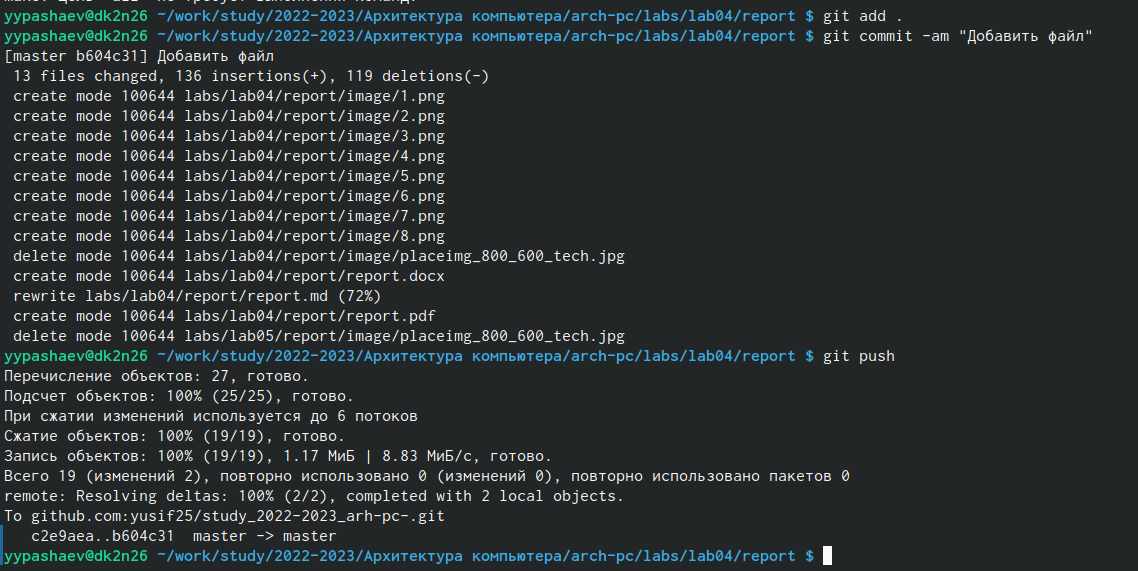 yypashaev@dk2n26 ~/work/study/2022-2023/Архитектура компьютера/arch-pc/labs/lab04/report $ git add .
yypashaev@dk2n26 ~/work/study/2022-2023/Архитектура компьютера/arch-pc/labs/lab04/report $ git commit -am "Добавить файл"
[master b604c31] Добавить файл
 13 files changed, 136 insertions(+), 119 deletions(-)
 create mode 100644 labs/lab04/report/image/1.png
 create mode 100644 labs/lab04/report/image/2.png
 create mode 100644 labs/lab04/report/image/3.png
 create mode 100644 labs/lab04/report/image/4.png
 create mode 100644 labs/lab04/report/image/5.png
 create mode 100644 labs/lab04/report/image/6.png
 create mode 100644 labs/lab04/report/image/7.png
 create mode 100644 labs/lab04/report/image/8.png
 delete mode 100644 labs/lab04/report/image/placeimg_800_600_tech.jpg
 create mode 100644 labs/lab04/report/report.docx
 rewrite labs/lab04/report/report.md (72%)
 create mode 100644 labs/lab04/report/report.pdf
 delete mode 100644 labs/lab05/report/image/placeimg_800_600_tech.jpg
yypashaev@dk2n26 ~/work/study/2022-2023/Архитектура компьютера/arch-pc/labs/lab04/report $ git push
Перечисление объектов: 27, готово.
Подсчет объектов: 100% (25/25), готово.
При сжатии изменений используется до 6 потоков
Сжатие объектов: 100% (19/19), готово.
Запись объектов: 100% (19/19), 1.17 МиБ | 8.83 МиБ/с, готово.
Всего 19 (изменений 2), повторно использовано 0 (изменений 0), повторно использовано пакетов 0
remote: Resolving deltas: 100% (2/2), completed with 2 local objects.
To github.com:yusif25/study_2022-2023_arh-pc-.git
   c2e9aea..b604c31  master -> master
yypashaev@dk2n26 ~/work/study/2022-2023/Архитектура компьютера/arch-pc/labs/lab04/report $